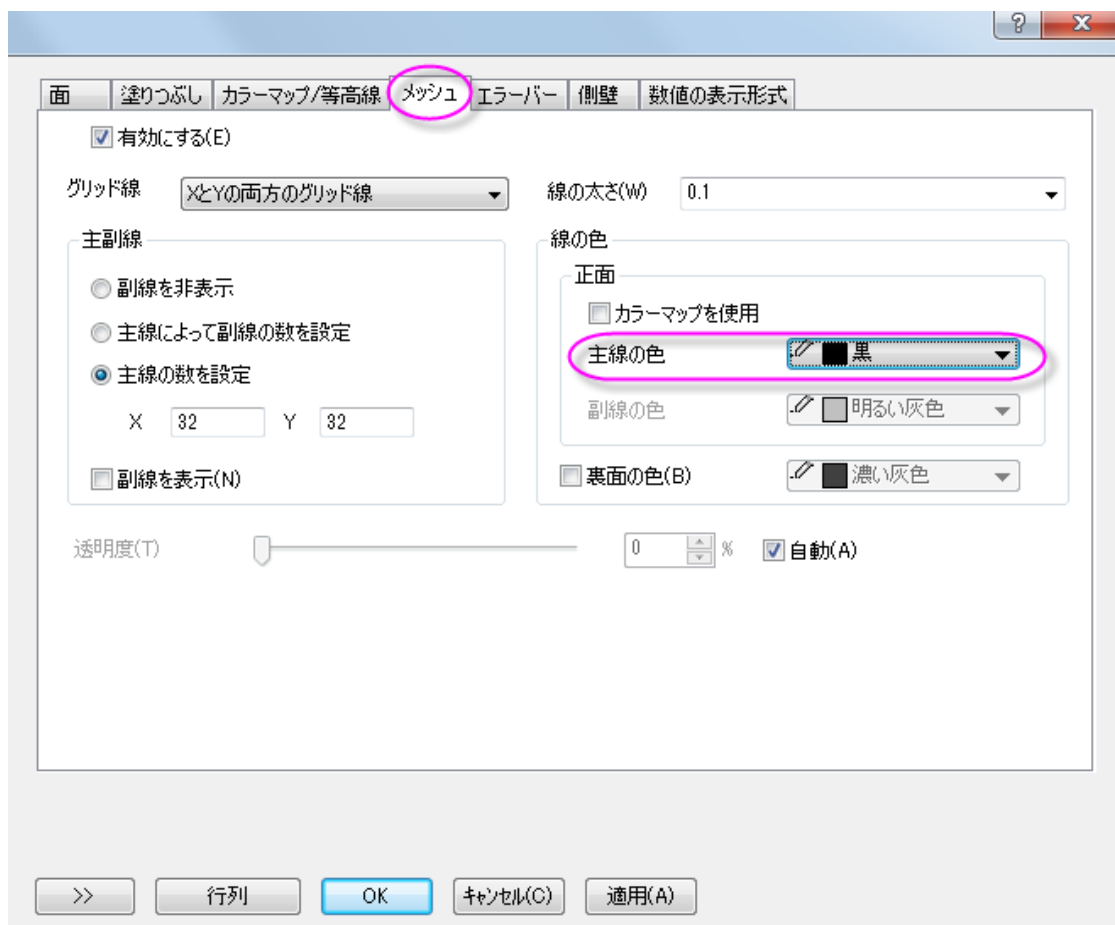 面 塗りつぶし カラーマップ/等高線 メッシュ エラーバー 側壁 数値の表示形式
有効にする(E)
グリッド線 XとYの両方のグリッド線 線の太さ(W) 0.1
主副線
副線を非表示
主線によって副線の数を設定
主線の数を設定
X 32 Y 32
副線を表示(N)
線の色
正面
カラーマップを使用
主線の色 黒
副線の色 明るい灰色
裏面の色(B) 濃い灰色
透明度(T) 0 % 自動(A)
>> 行列 OK キャンセル(C) 適用(A)